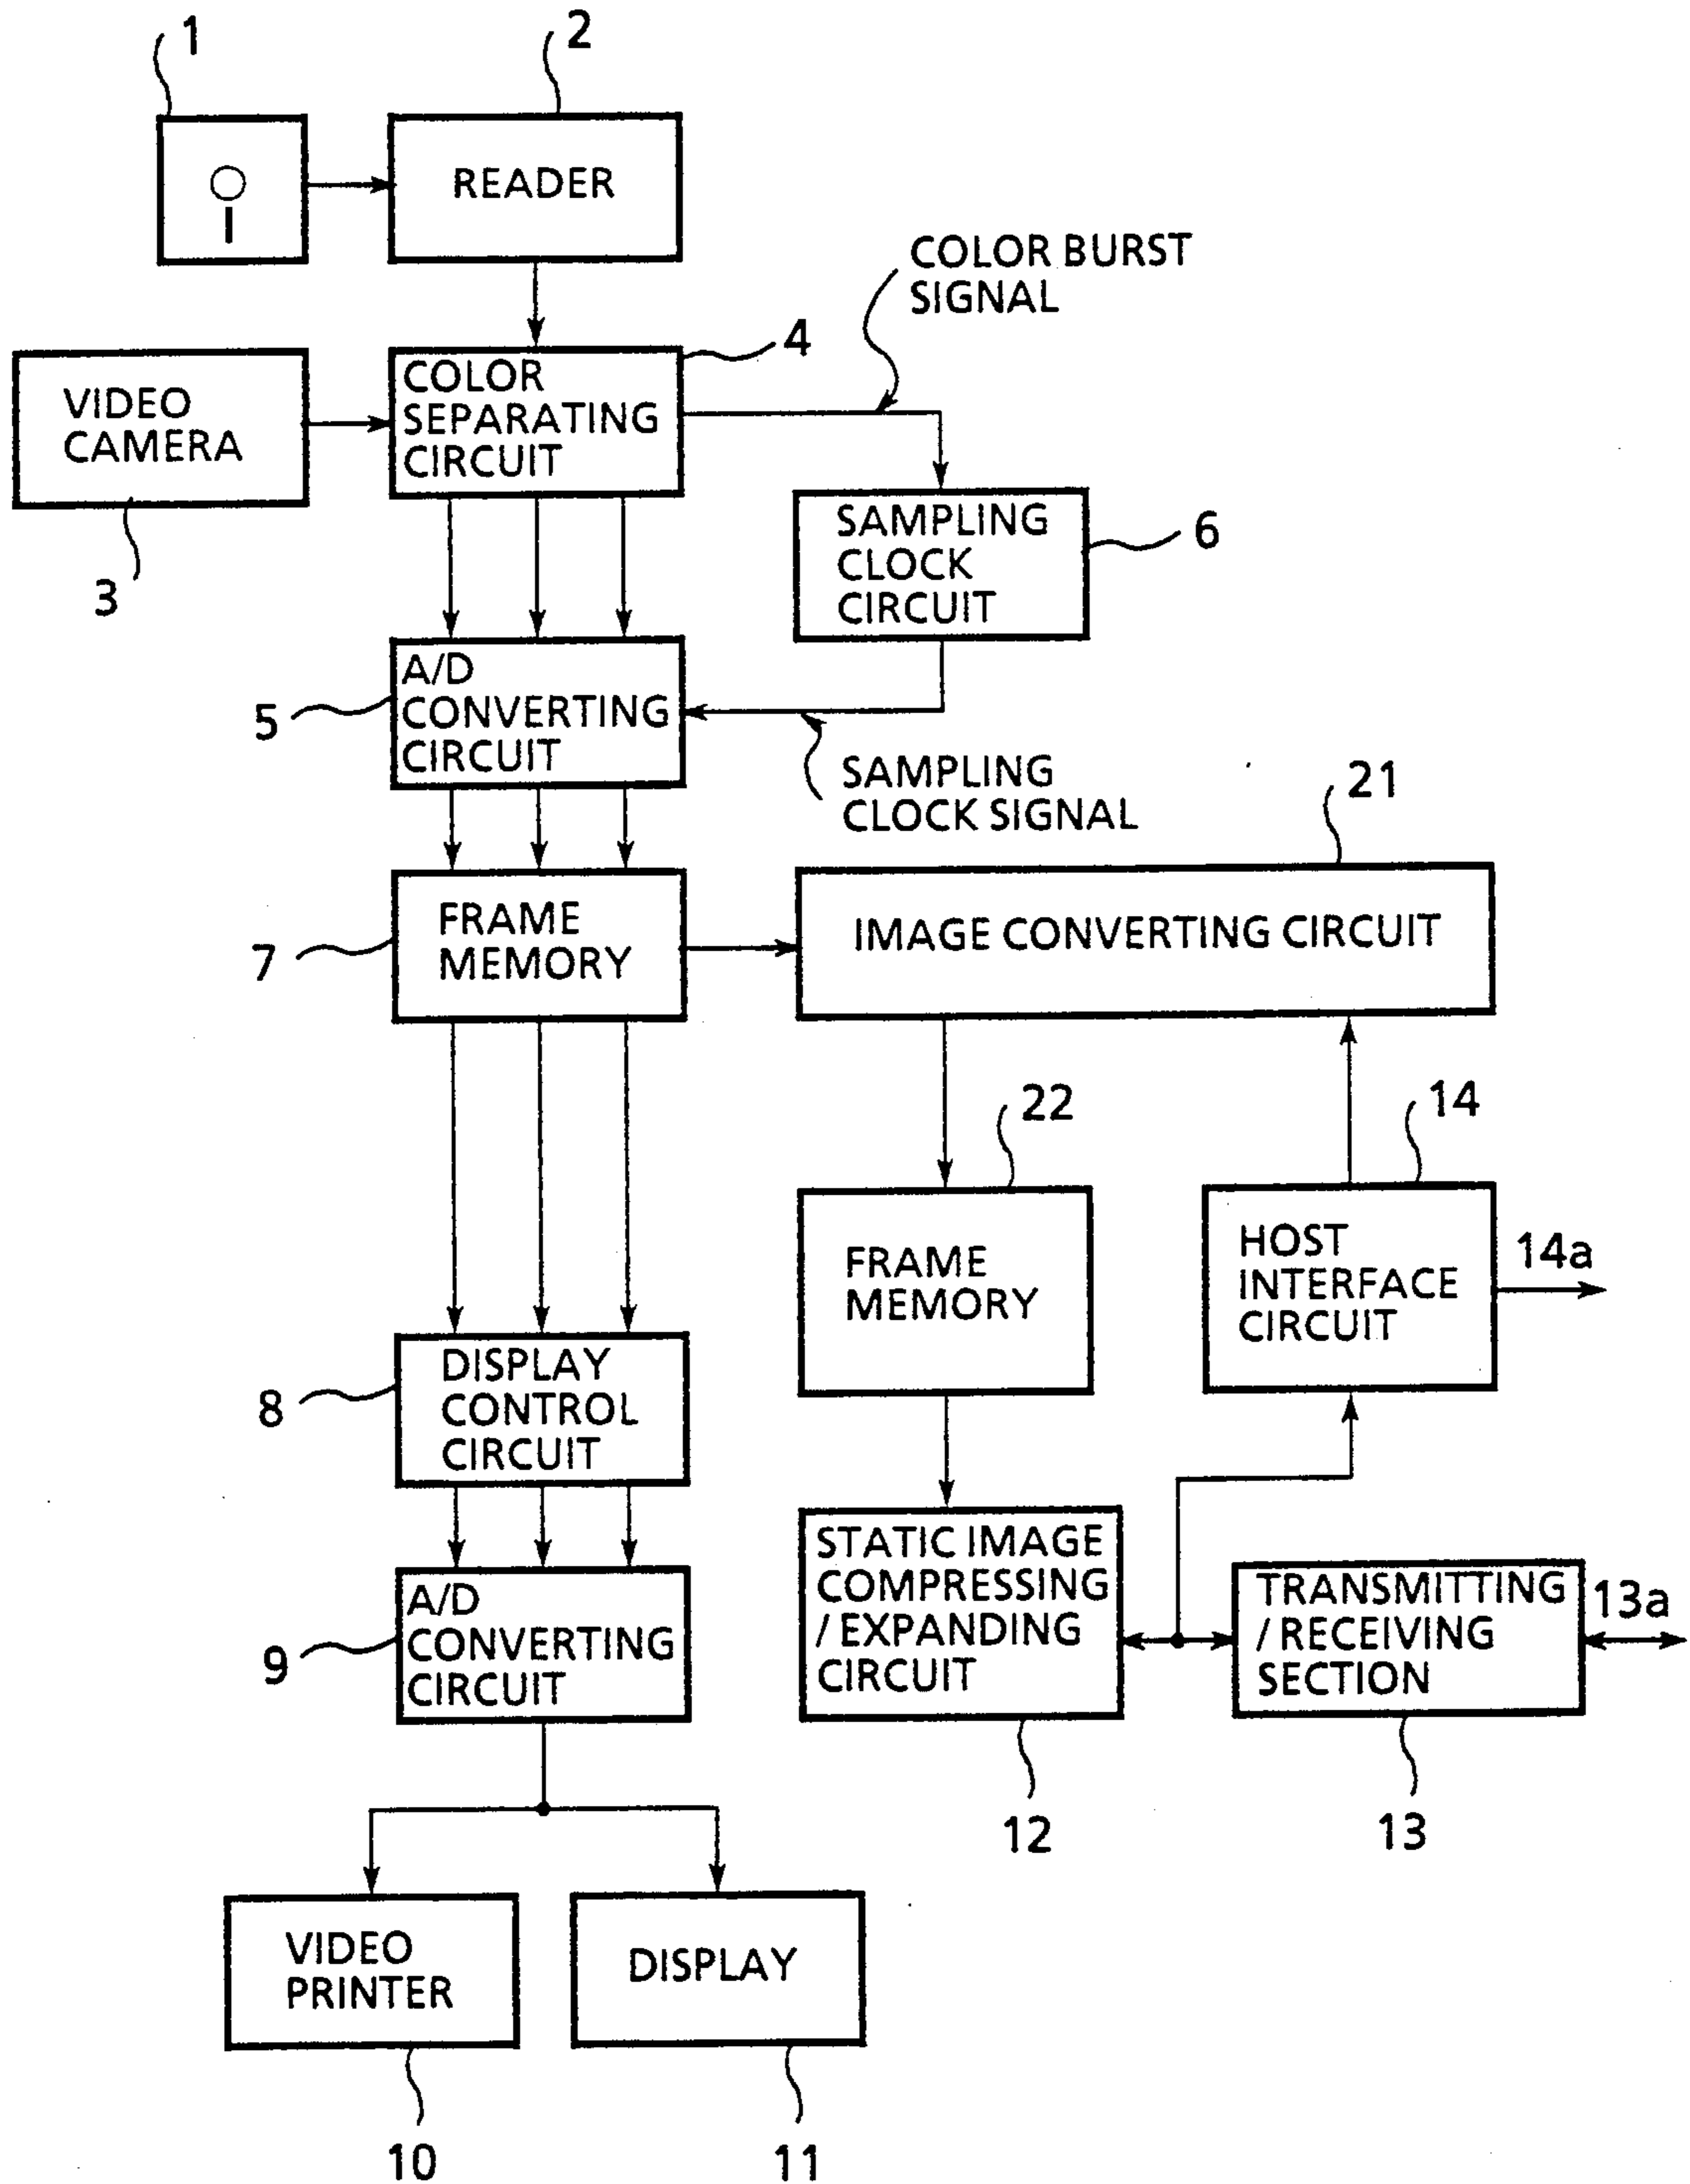 1
2
READER
COLOR BURST
SIGNAL
4
VIDEO
CAMERA
COLOR
SEPARATING
CIRCUIT
3
SAMPLING
CLOCK
CIRCUIT
6
A/D
CONVERTING
CIRCUIT
5
SAMPLING
CLOCK SIGNAL
21
FRAME
MEMORY
7
IMAGE CONVERTING CIRCUIT
22
14
FRAME
MEMORY
HOST
INTERFACE
CIRCUIT
14a
DISPLAY
CONTROL
CIRCUIT
8
STATIC IMAGE
COMPRESSING
/ EXPANDING
CIRCUIT
TRANSMITTING
/ RECEIVING
SECTION
13a
A/D
CONVERTING
CIRCUIT
9
12
13
VIDEO
PRINTER
DISPLAY
10
11